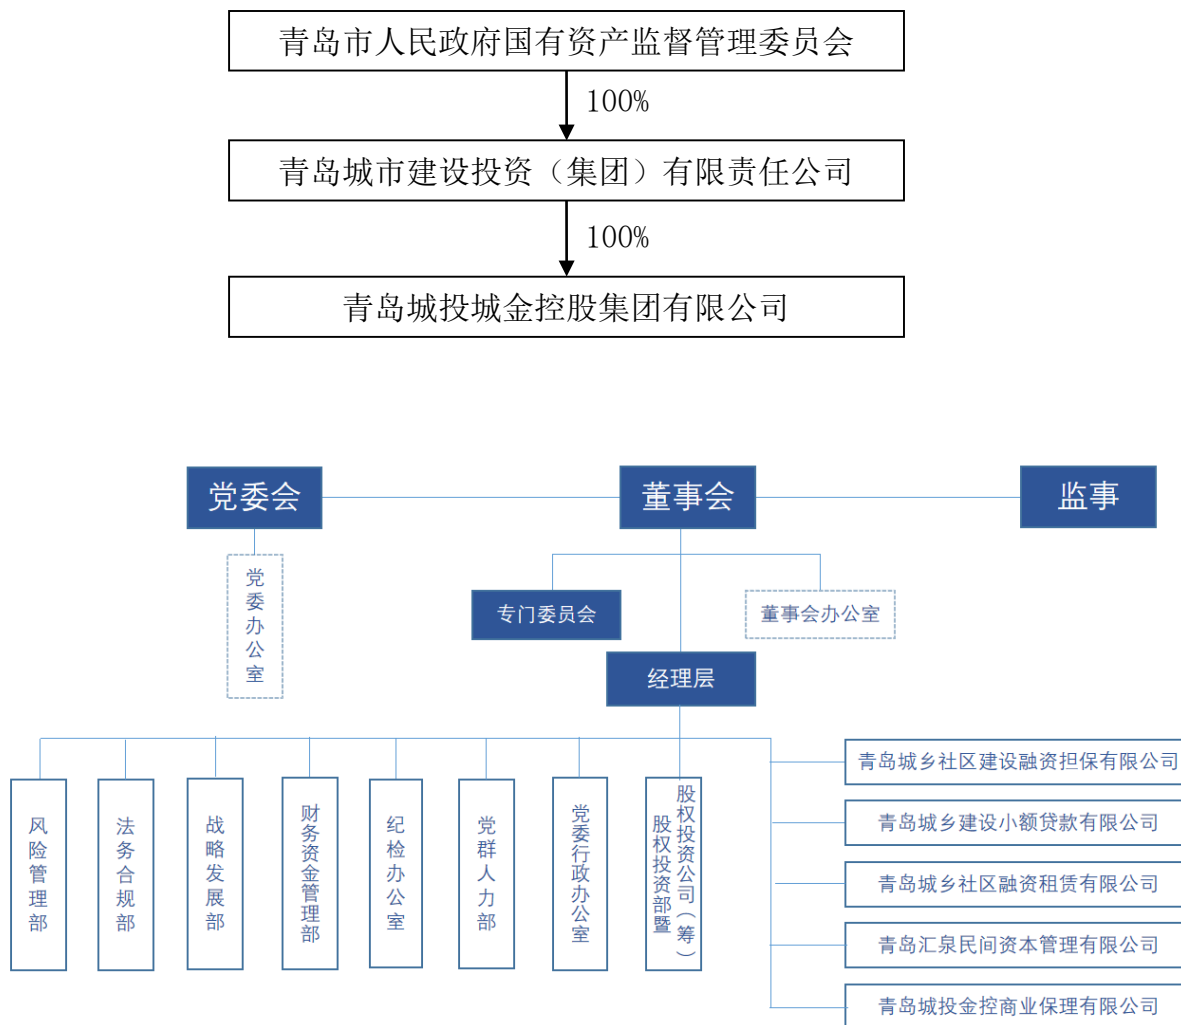 青岛市人民政府国有资产监督管理委员会
100%
青岛城市建设投资（集团）有限责任公司
100%
青岛城投城金控股集团有限公司
党委会
董事会
监事
党委办公室
专门委员会
董事会办公室
经理层
风险管理部
法务合规部
战略发展部
财务资金管理部
纪检办公室
党群人力部
党委行政办公室
股权投资部暨
股权投资公司（筹）
青岛城乡社区建设融资担保有限公司
青岛城乡建设小额贷款有限公司
青岛城乡社区融资租赁有限公司
青岛汇泉民间资本管理有限公司
青岛城投金控商业保理有限公司